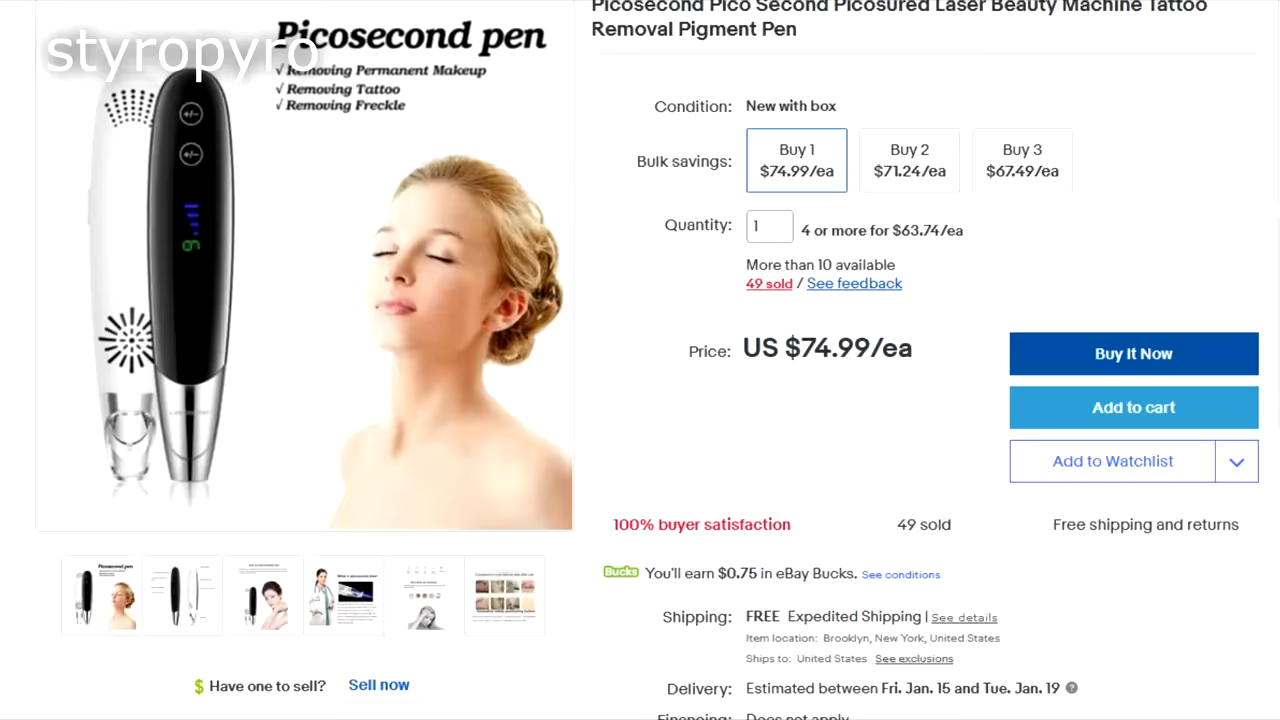 Picosecond Pico Second Picosured Laser Beauty Machine Tattoo
Removal Pigment Pen
styropyro
Picosecond pen
√ Removing Permanent Makeup
√ Removing Tattoo
√ Removing Freckle
+/-
+/-
Condition: New with box
Bulk savings:
Buy 1
$74.99/ea
Buy 2
$71.24/ea
Buy 3
$67.49/ea
Quantity: 1 4 or more for $63.74/ea
More than 10 available
49 sold / See feedback
Price: US $74.99/ea
Buy It Now
Add to cart
Add to Watchlist
100% buyer satisfaction
49 sold
Free shipping and returns
Bucks You'll earn $0.75 in eBay Bucks. See conditions
Shipping: FREE Expedited Shipping | See details
Item location: Brooklyn, New York, United States
Ships to: United States See exclusions
Delivery: Estimated between Fri. Jan. 15 and Tue. Jan. 19 ?
Financing: Does not apply
Picosecond pen
$ Have one to sell? Sell now